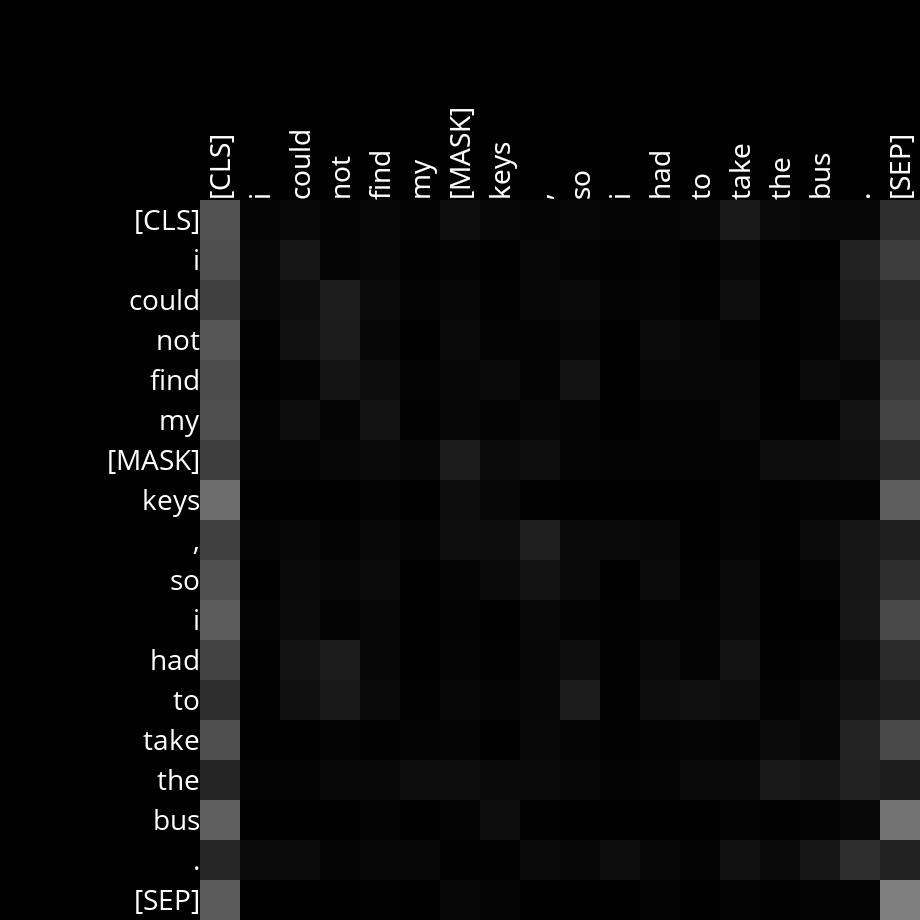 [CLS] i could not find my [MASK] keys , so i had to take the bus . [SEP]
[CLS]
i
could
not
find
my
[MASK]
keys
,
so
i
had
to
take
the
bus
.
[SEP]